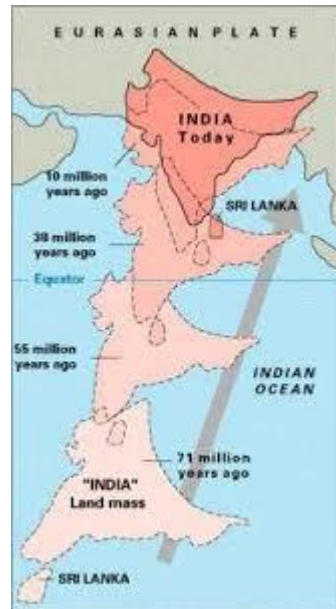 EURASIAN PLATE
INDIA
Today
10 million
years ago
SRI LANKA
38 million
years ago
Equator
55 million
years ago
INDIAN
OCEAN
71 million
years ago
"INDIA"
Land mass
SRI LANKA